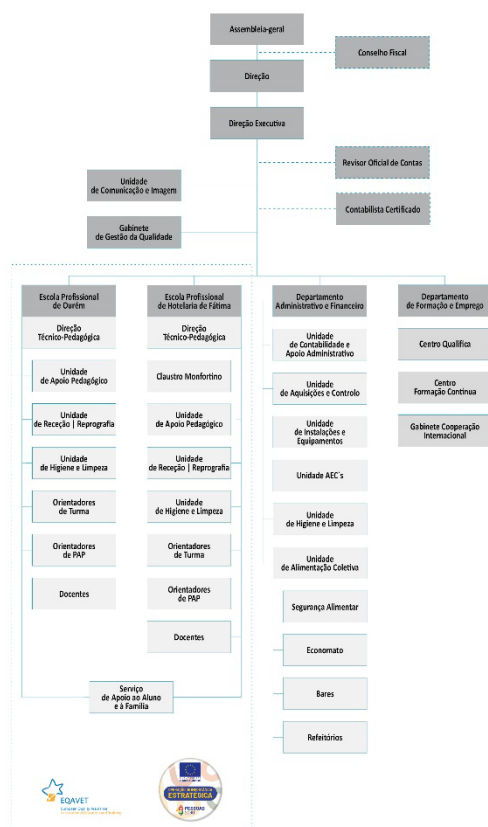 Assembleia-geral
Conselho Fiscal
Direção
Direção Executiva
Revisor Oficial de Contas
Unidade
de Comunicação e Imagem
Contabilista Certificado
Gabinete
de Gestão da Qualidade
Escola Profissional
de Ourém
Direção
Técnico-Pedagógica
Unidade
de Apoio Pedagógico
Unidade
de Receção | Reprografia
Unidade
de Higiene e Limpeza
Orientadores
de Turma
Orientadores
de PAP
Docentes
Escola Profissional
de Hotelaria de Fátima
Direção
Técnico-Pedagógica
Claustro Monfortino
Unidade
de Apoio Pedagógico
Unidade
de Receção | Reprografia
Unidade
de Higiene e Limpeza
Orientadores
de Turma
Orientadores
de PAP
Docentes
Serviço
de Apoio ao Aluno
e à Família
Departamento
Administrativo e Financeiro
Unidade
de Contabilidade e
Apoio Administrativo
Unidade
de Aquisições e Controlo
Unidade
de Instalações e
Equipamentos
Unidade AEC`s
Unidade
de Higiene e Limpeza
Unidade
de Alimentação Coletiva
Segurança Alimentar
Economato
Bares
Refeitórios
Departamento
de Formação e Emprego
Centro Qualifica
Centro
Formação Contínua
Gabinete Cooperação
Internacional
EQAVET
ESTRATÉGICA
PESSOAS